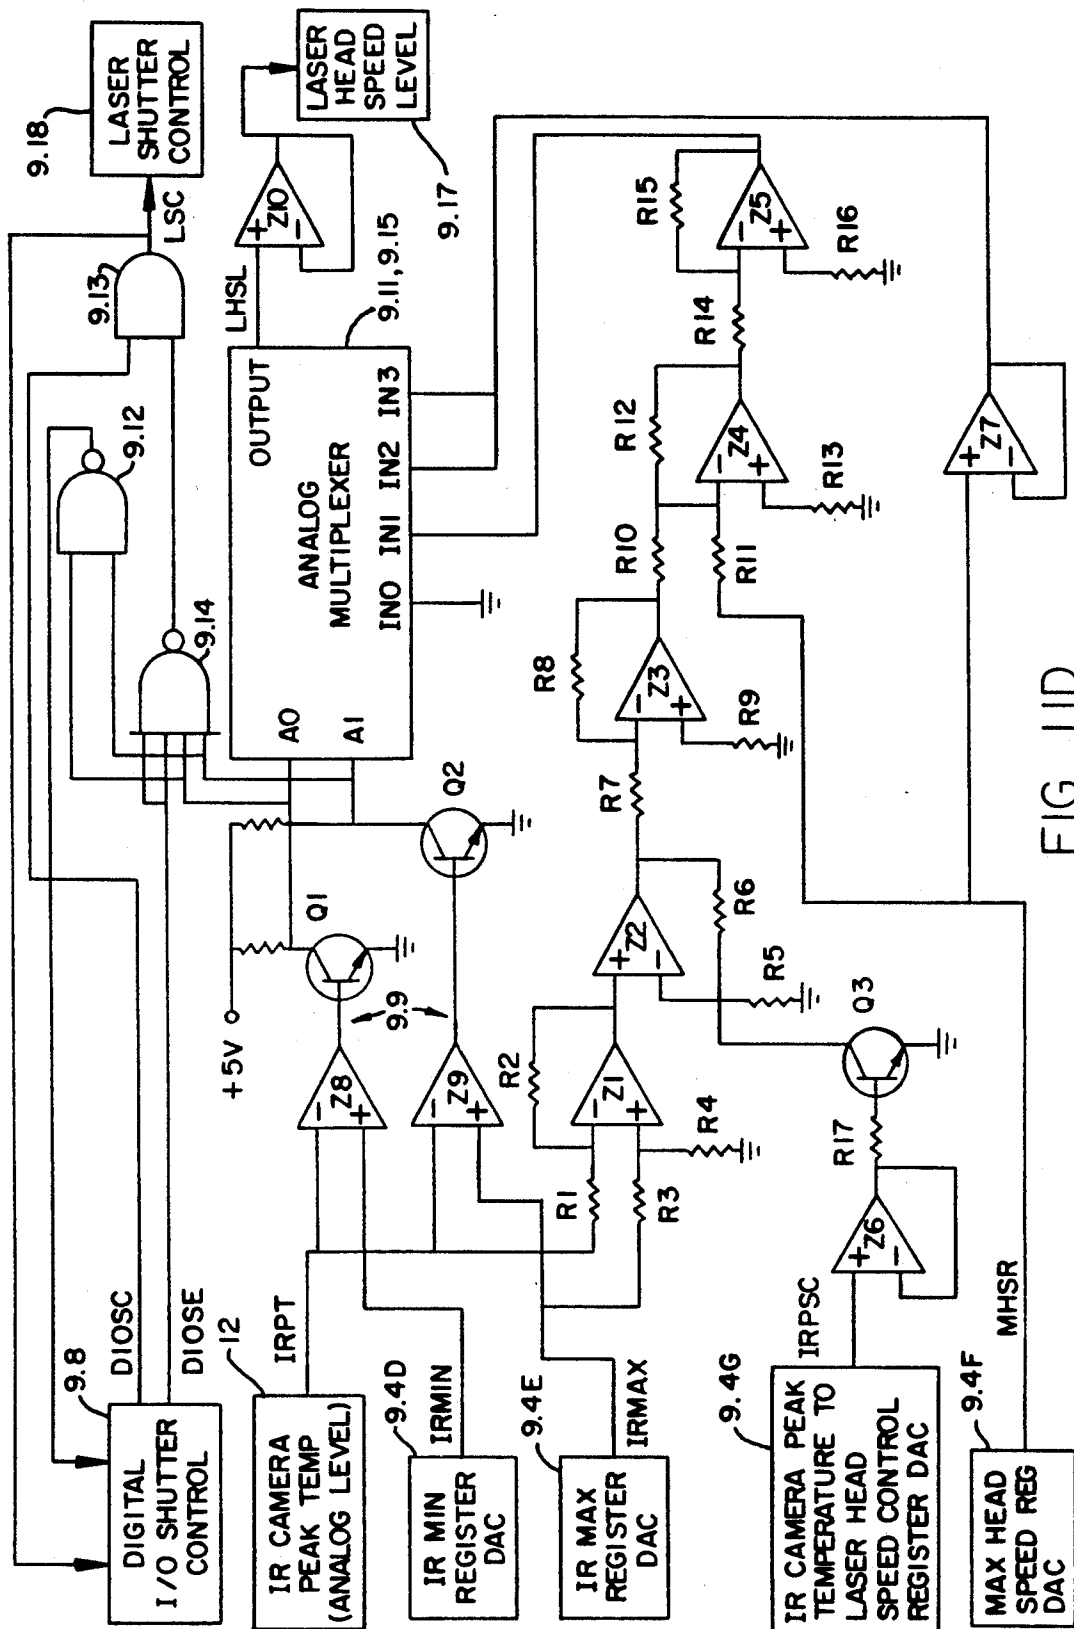 9.8
DIGITAL
I/O SHUTTER
CONTROL
DIOSC
DIOSE
12
IR CAMERA
PEAK TEMP
(ANALOG LEVEL)
IRPT
9.4D
IR MIN
REGISTER
DAC
IRMIN
9.4E
IR MAX
REGISTER
DAC
IRMAX
9.4G
IR CAMERA PEAK
TEMPERATURE TO
LASER HEAD
SPEED CONTROL
REGISTER DAC
IRPSC
9.4F
MAX HEAD
SPEED REG
DAC
MHSR
+5V
Q1
Q2
9.9
-
Z8
+
-
Z9
+
R1
R2
R3
R4
-
Z1
+
+
Z2
-
R5
R6
+
Z6
-
R17
Q3
R7
R8
-
Z3
+
R9
R10
R11
R12
-
Z4
+
R13
R14
R15
-
Z5
+
R16
+
Z7
-
A0
A1
ANALOG
MULTIPLEXER
OUTPUT
IN0 IN1 IN2 IN3
9.11, 9.15
9.14
9.12
9.13
LSC
9.18
LASER
SHUTTER
CONTROL
LHSL
+
Z10
-
LASER
HEAD
SPEED
LEVEL
9.17
FIG. 11D